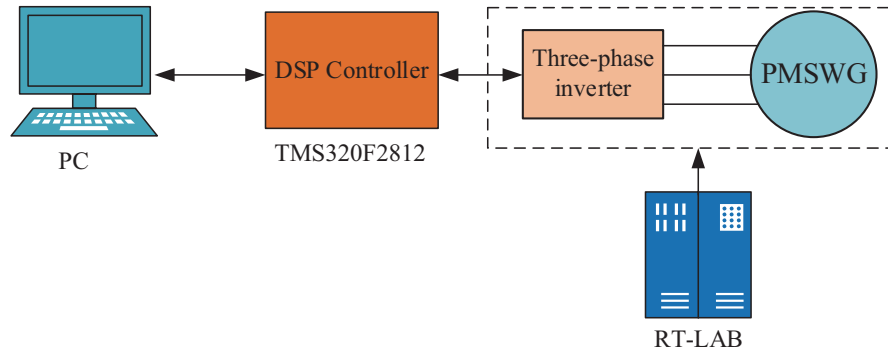 DSP Controller
Three-phase
inverter
PMSWG
PC
TMS320F2812
RT-LAB